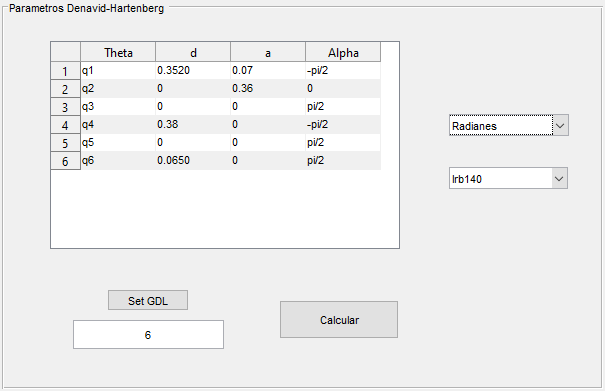 Parametros Denavid-Hartenberg
Theta d a Alpha
1 q1 0.3520 0.07 -pi/2
2 q2 0 0.36 0
3 q3 0 0 pi/2
4 q4 0.38 0 -pi/2
5 q5 0 0 pi/2
6 q6 0.0650 0 pi/2
Radianes
Irb140
Set GDL
6
Calcular